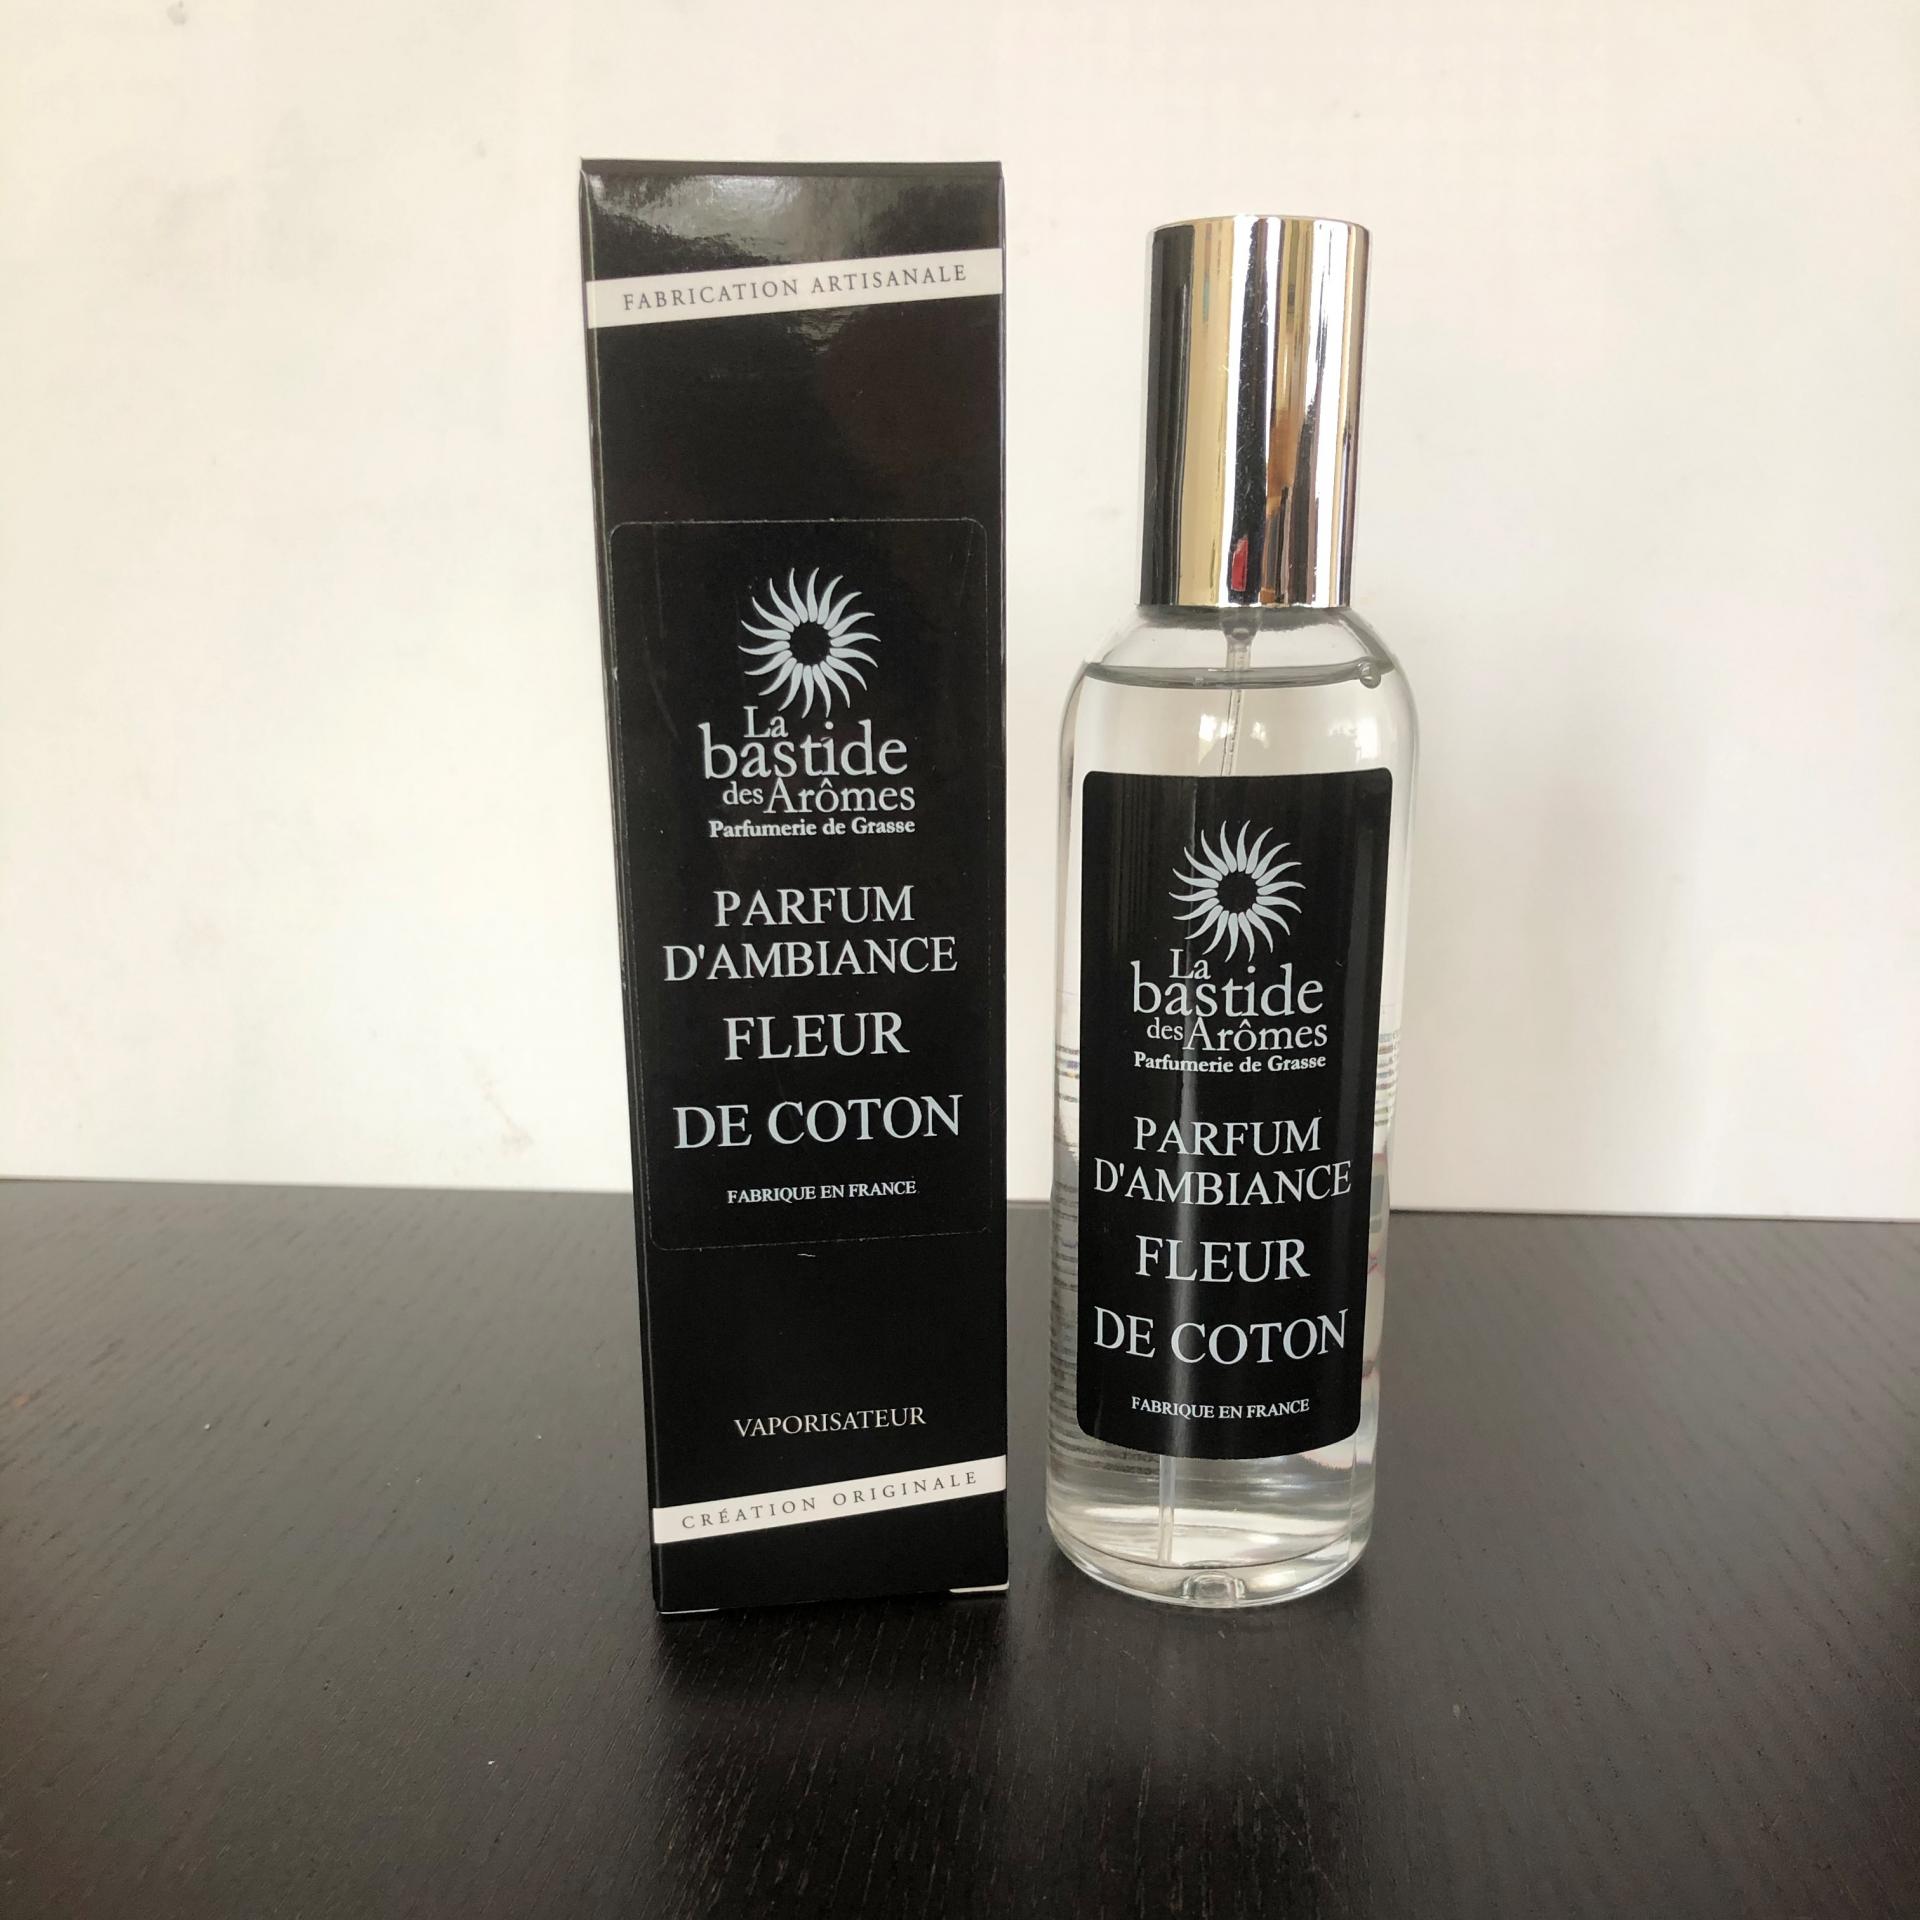 FABRICATION ARTISANALE
La
bastide
des Arômes
Parfumerie de Grasse
PARFUM
D'AMBIANCE
FLEUR
DE COTON
FABRIQUE EN FRANCE
VAPORISATEUR
CRÉATION ORIGINALE
La
bastide
des Arômes
Parfumerie de Grasse
PARFUM
D'AMBIANCE
FLEUR
DE COTON
FABRIQUE EN FRANCE